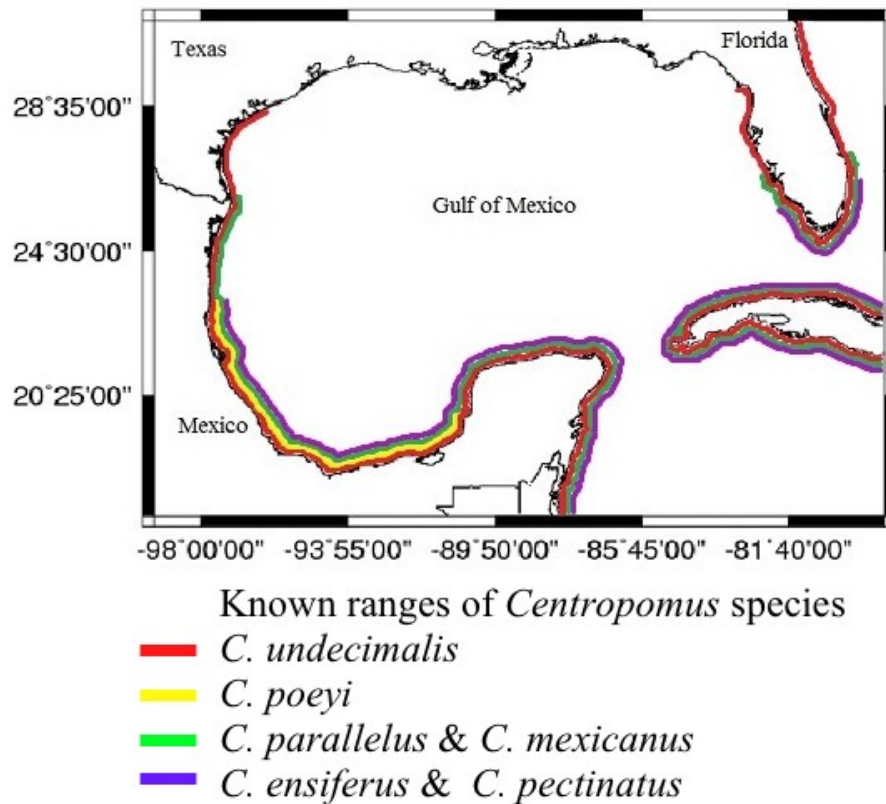 Texas
Florida
28°35'00"
Gulf of Mexico
24°30'00"
20°25'00"
Mexico
-98°00'00" -93°55'00" -89°50'00" -85°45'00" -81°40'00"
Known ranges of Centropomus species
C. undecimalis
C. poeyi
C. parallelus & C. mexicanus
C. ensiferus & C. pectinatus